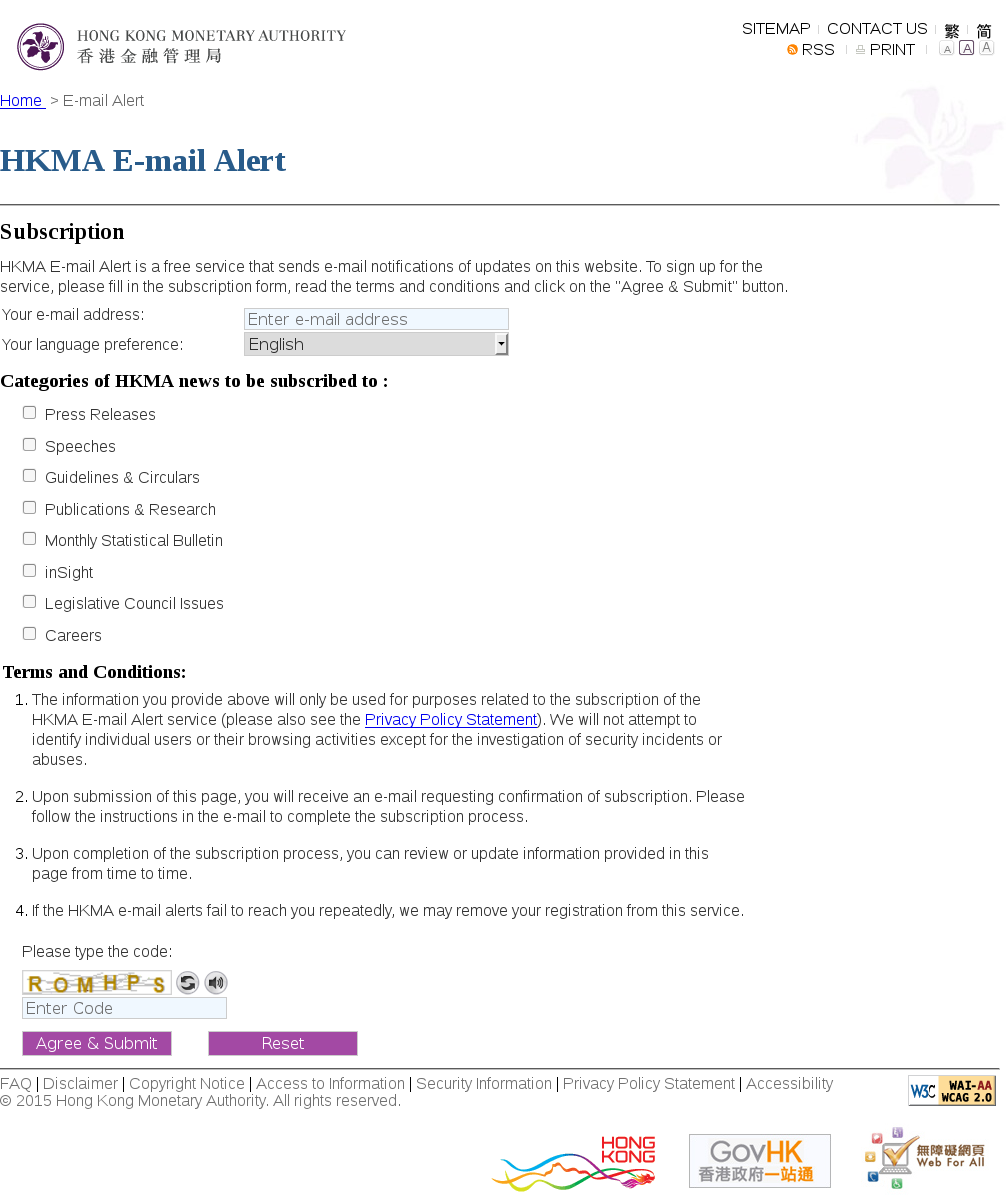 HONG KONG MONETARY AUTHORITY
香港金融管理局
SITEMAP CONTACT US 繁 简
RSS PRINT A A A
Home > E-mail Alert
HKMA E-mail Alert
Subscription
HKMA E-mail Alert is a free service that sends e-mail notifications of updates on this website. To sign up for the
service, please fill in the subscription form, read the terms and conditions and click on the "Agree & Submit" button.
Your e-mail address:
Enter e-mail address
Your language preference:
English
Categories of HKMA news to be subscribed to :
Press Releases
Speeches
Guidelines & Circulars
Publications & Research
Monthly Statistical Bulletin
inSight
Legislative Council Issues
Careers
Terms and Conditions:
1. The information you provide above will only be used for purposes related to the subscription of the
HKMA E-mail Alert service (please also see the Privacy Policy Statement). We will not attempt to
identify individual users or their browsing activities except for the investigation of security incidents or
abuses.
2. Upon submission of this page, you will receive an e-mail requesting confirmation of subscription. Please
follow the instructions in the e-mail to complete the subscription process.
3. Upon completion of the subscription process, you can review or update information provided in this
page from time to time.
4. If the HKMA e-mail alerts fail to reach you repeatedly, we may remove your registration from this service.
Please type the code:
ROMHPS
Enter Code
Agree & Submit Reset
FAQ | Disclaimer | Copyright Notice | Access to Information | Security Information | Privacy Policy Statement | Accessibility
© 2015 Hong Kong Monetary Authority. All rights reserved.
W3C WAI-AA
WCAG 2.0
HONG
KONG
GovHK
香港政府一站通
無障礙網頁
Web For All